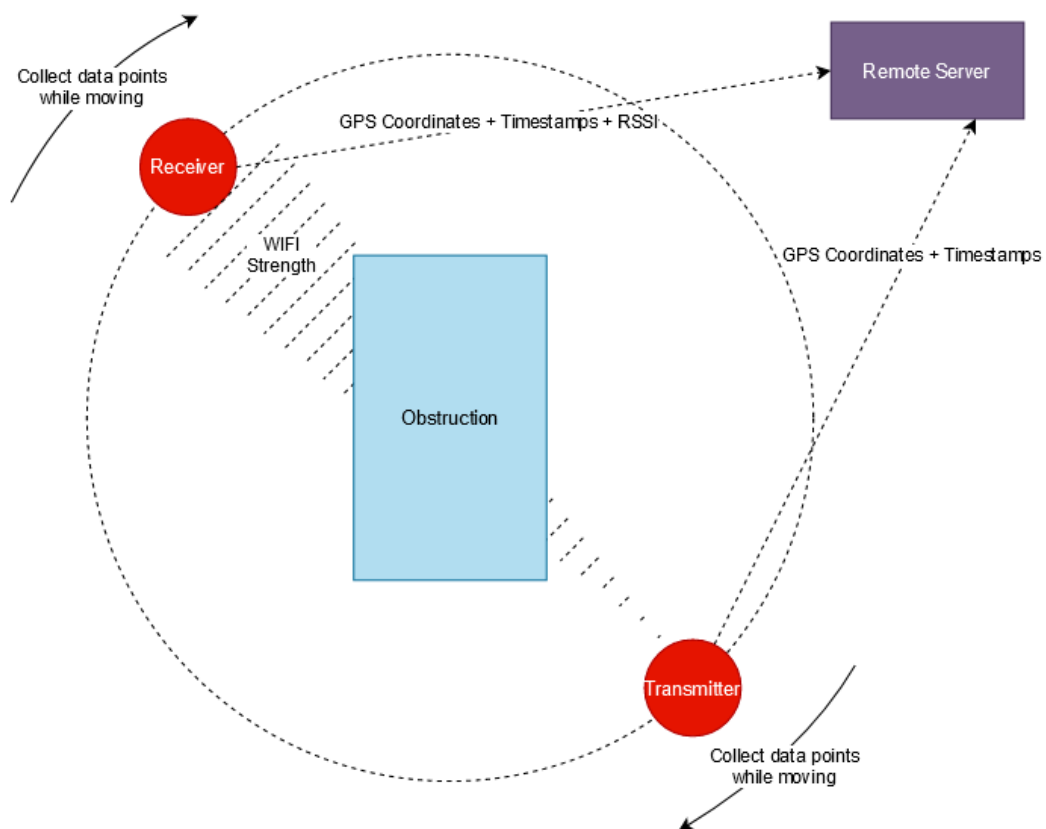 Collect data points
while moving
Remote Server
GPS Coordinates + Timestamps + RSSI
Receiver
WIFI
Strength
GPS Coordinates + Timestamps
Obstruction
Transmitter
Collect data points
while moving